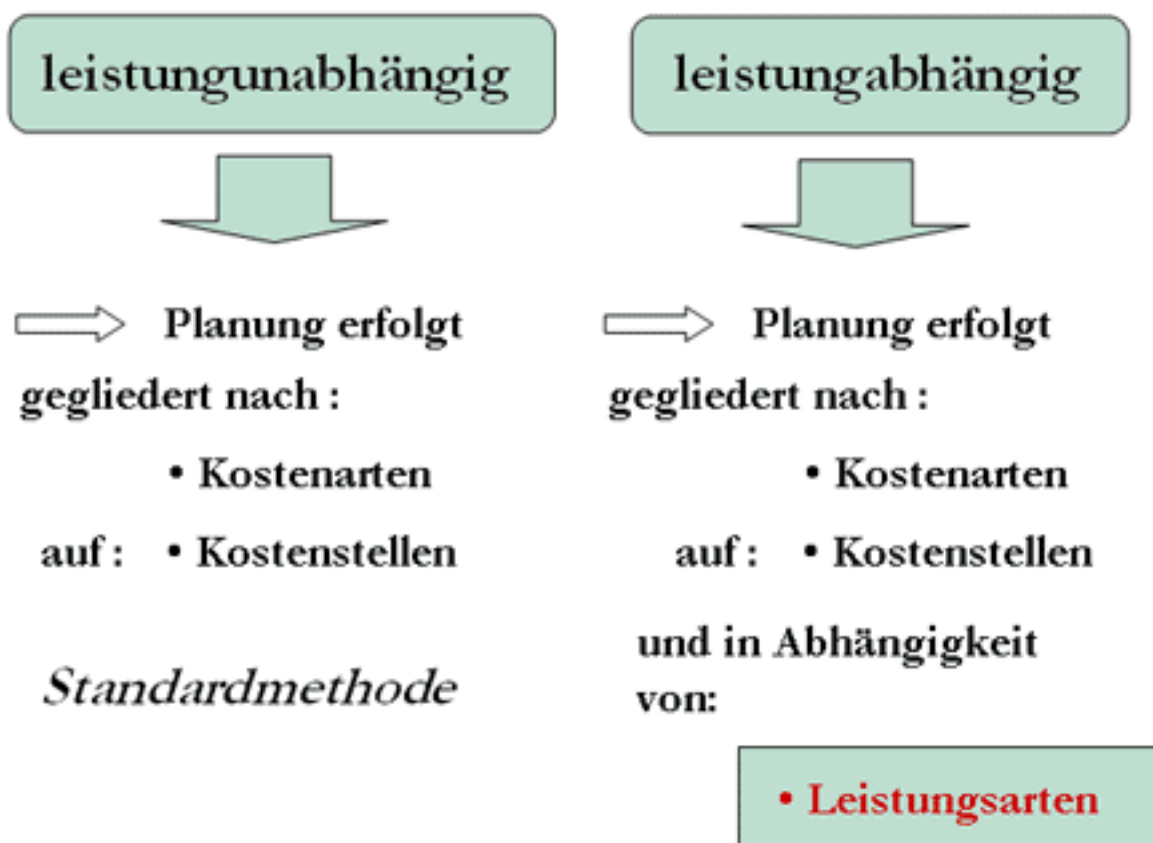 leistungunabhängig
Planung erfolgt
gegliedert nach :
• Kostenarten
auf : • Kostenstellen
Standardmethode
leistungabhängig
Planung erfolgt
gegliedert nach :
• Kostenarten
auf : • Kostenstellen
und in Abhängigkeit
von:
• Leistungsarten